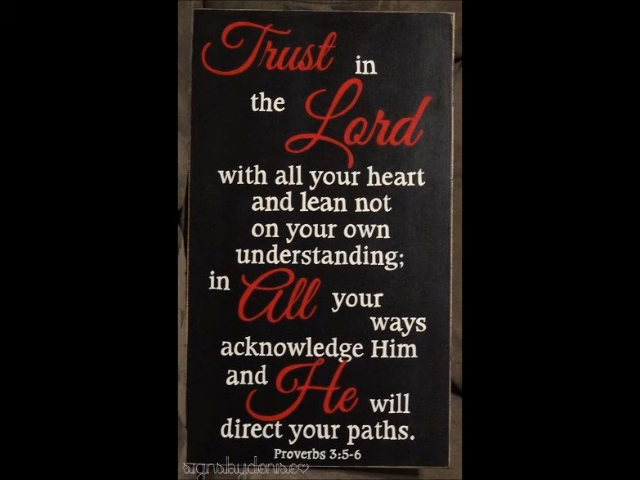 Trust in
the Lord
with all your heart
and lean not
on your own
understanding;
in All your
ways
acknowledge Him
and He will
direct your paths.
Proverbs 3:5-6
signsbydenise♡